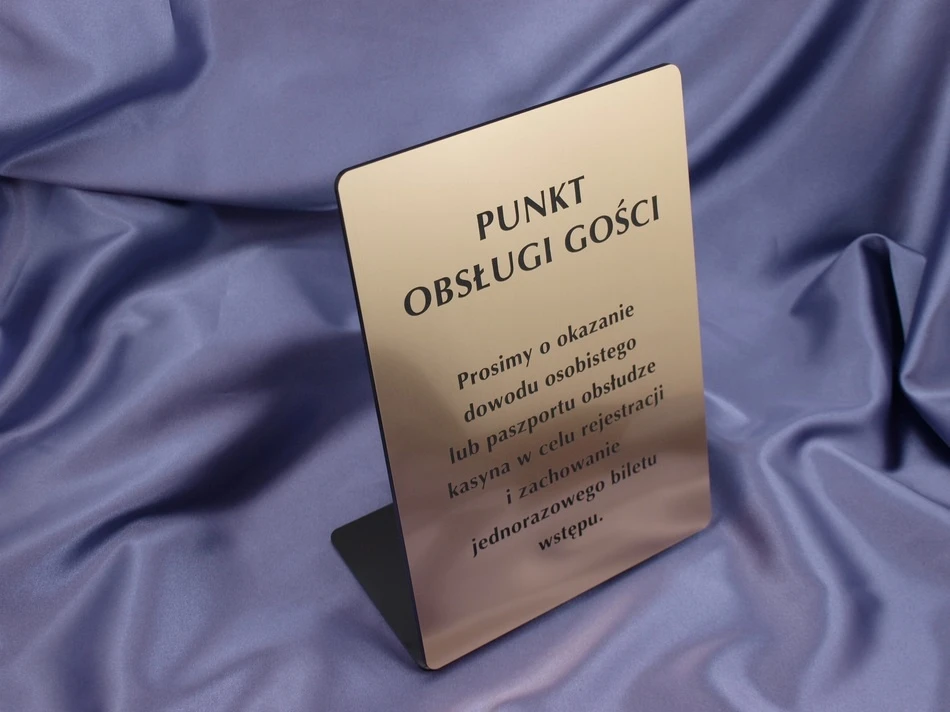 PUNKT
OBSŁUGI GOŚCI
Prosimy o okazanie
dowodu osobistego
lub paszportu obsłudze
kasyna w celu rejestracji
i zachowanie
jednorazowego biletu
wstępu.